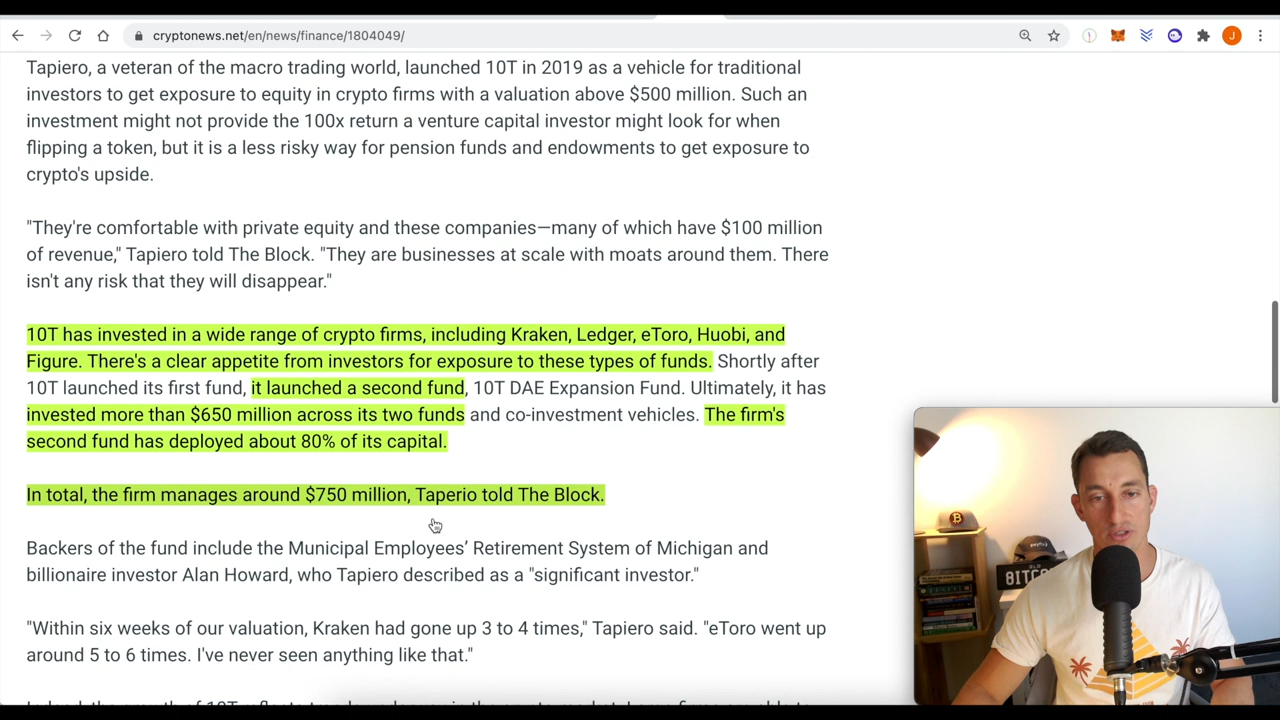 cryptonews.net/en/news/finance/1804049/
J
Tapiero, a veteran of the macro trading world, launched 10T in 2019 as a vehicle for traditional
investors to get exposure to equity in crypto firms with a valuation above $500 million. Such an
investment might not provide the 100x return a venture capital investor might look for when
flipping a token, but it is a less risky way for pension funds and endowments to get exposure to
crypto's upside.
"They're comfortable with private equity and these companies—many of which have $100 million
of revenue," Tapiero told The Block. "They are businesses at scale with moats around them. There
isn't any risk that they will disappear."
10T has invested in a wide range of crypto firms, including Kraken, Ledger, eToro, Huobi, and
Figure. There's a clear appetite from investors for exposure to these types of funds. Shortly after
10T launched its first fund, it launched a second fund, 10T DAE Expansion Fund. Ultimately, it has
invested more than $650 million across its two funds and co-investment vehicles. The firm's
second fund has deployed about 80% of its capital.
In total, the firm manages around $750 million, Taperio told The Block.
Backers of the fund include the Municipal Employees’ Retirement System of Michigan and
billionaire investor Alan Howard, who Tapiero described as a "significant investor."
"Within six weeks of our valuation, Kraken had gone up 3 to 4 times," Tapiero said. "eToro went up
around 5 to 6 times. I've never seen anything like that."